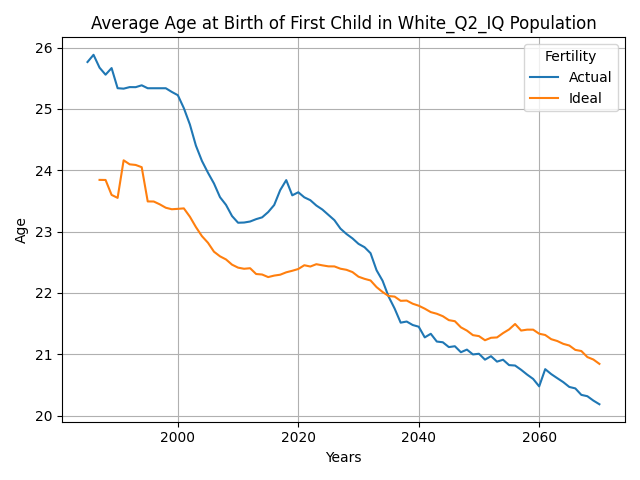 Average Age at Birth of First Child in White_Q2_IQ Population
Fertility
Actual
Ideal
26
25
24
23
22
21
20
Age
2000
2020
2040
2060
Years